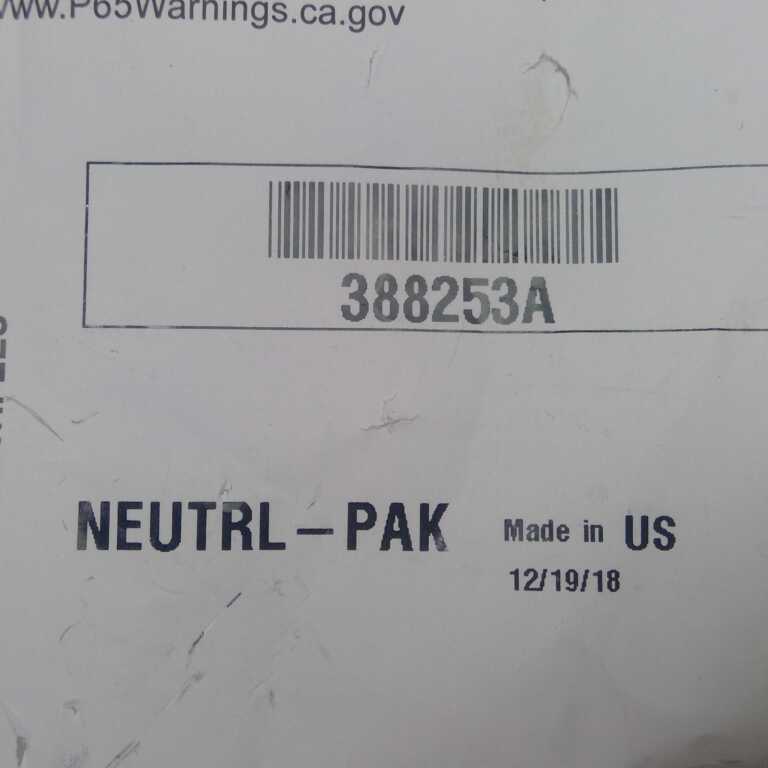 www.P65Warnings.ca.gov
388253A
NEUTRL-PAK Made in US
12/19/18